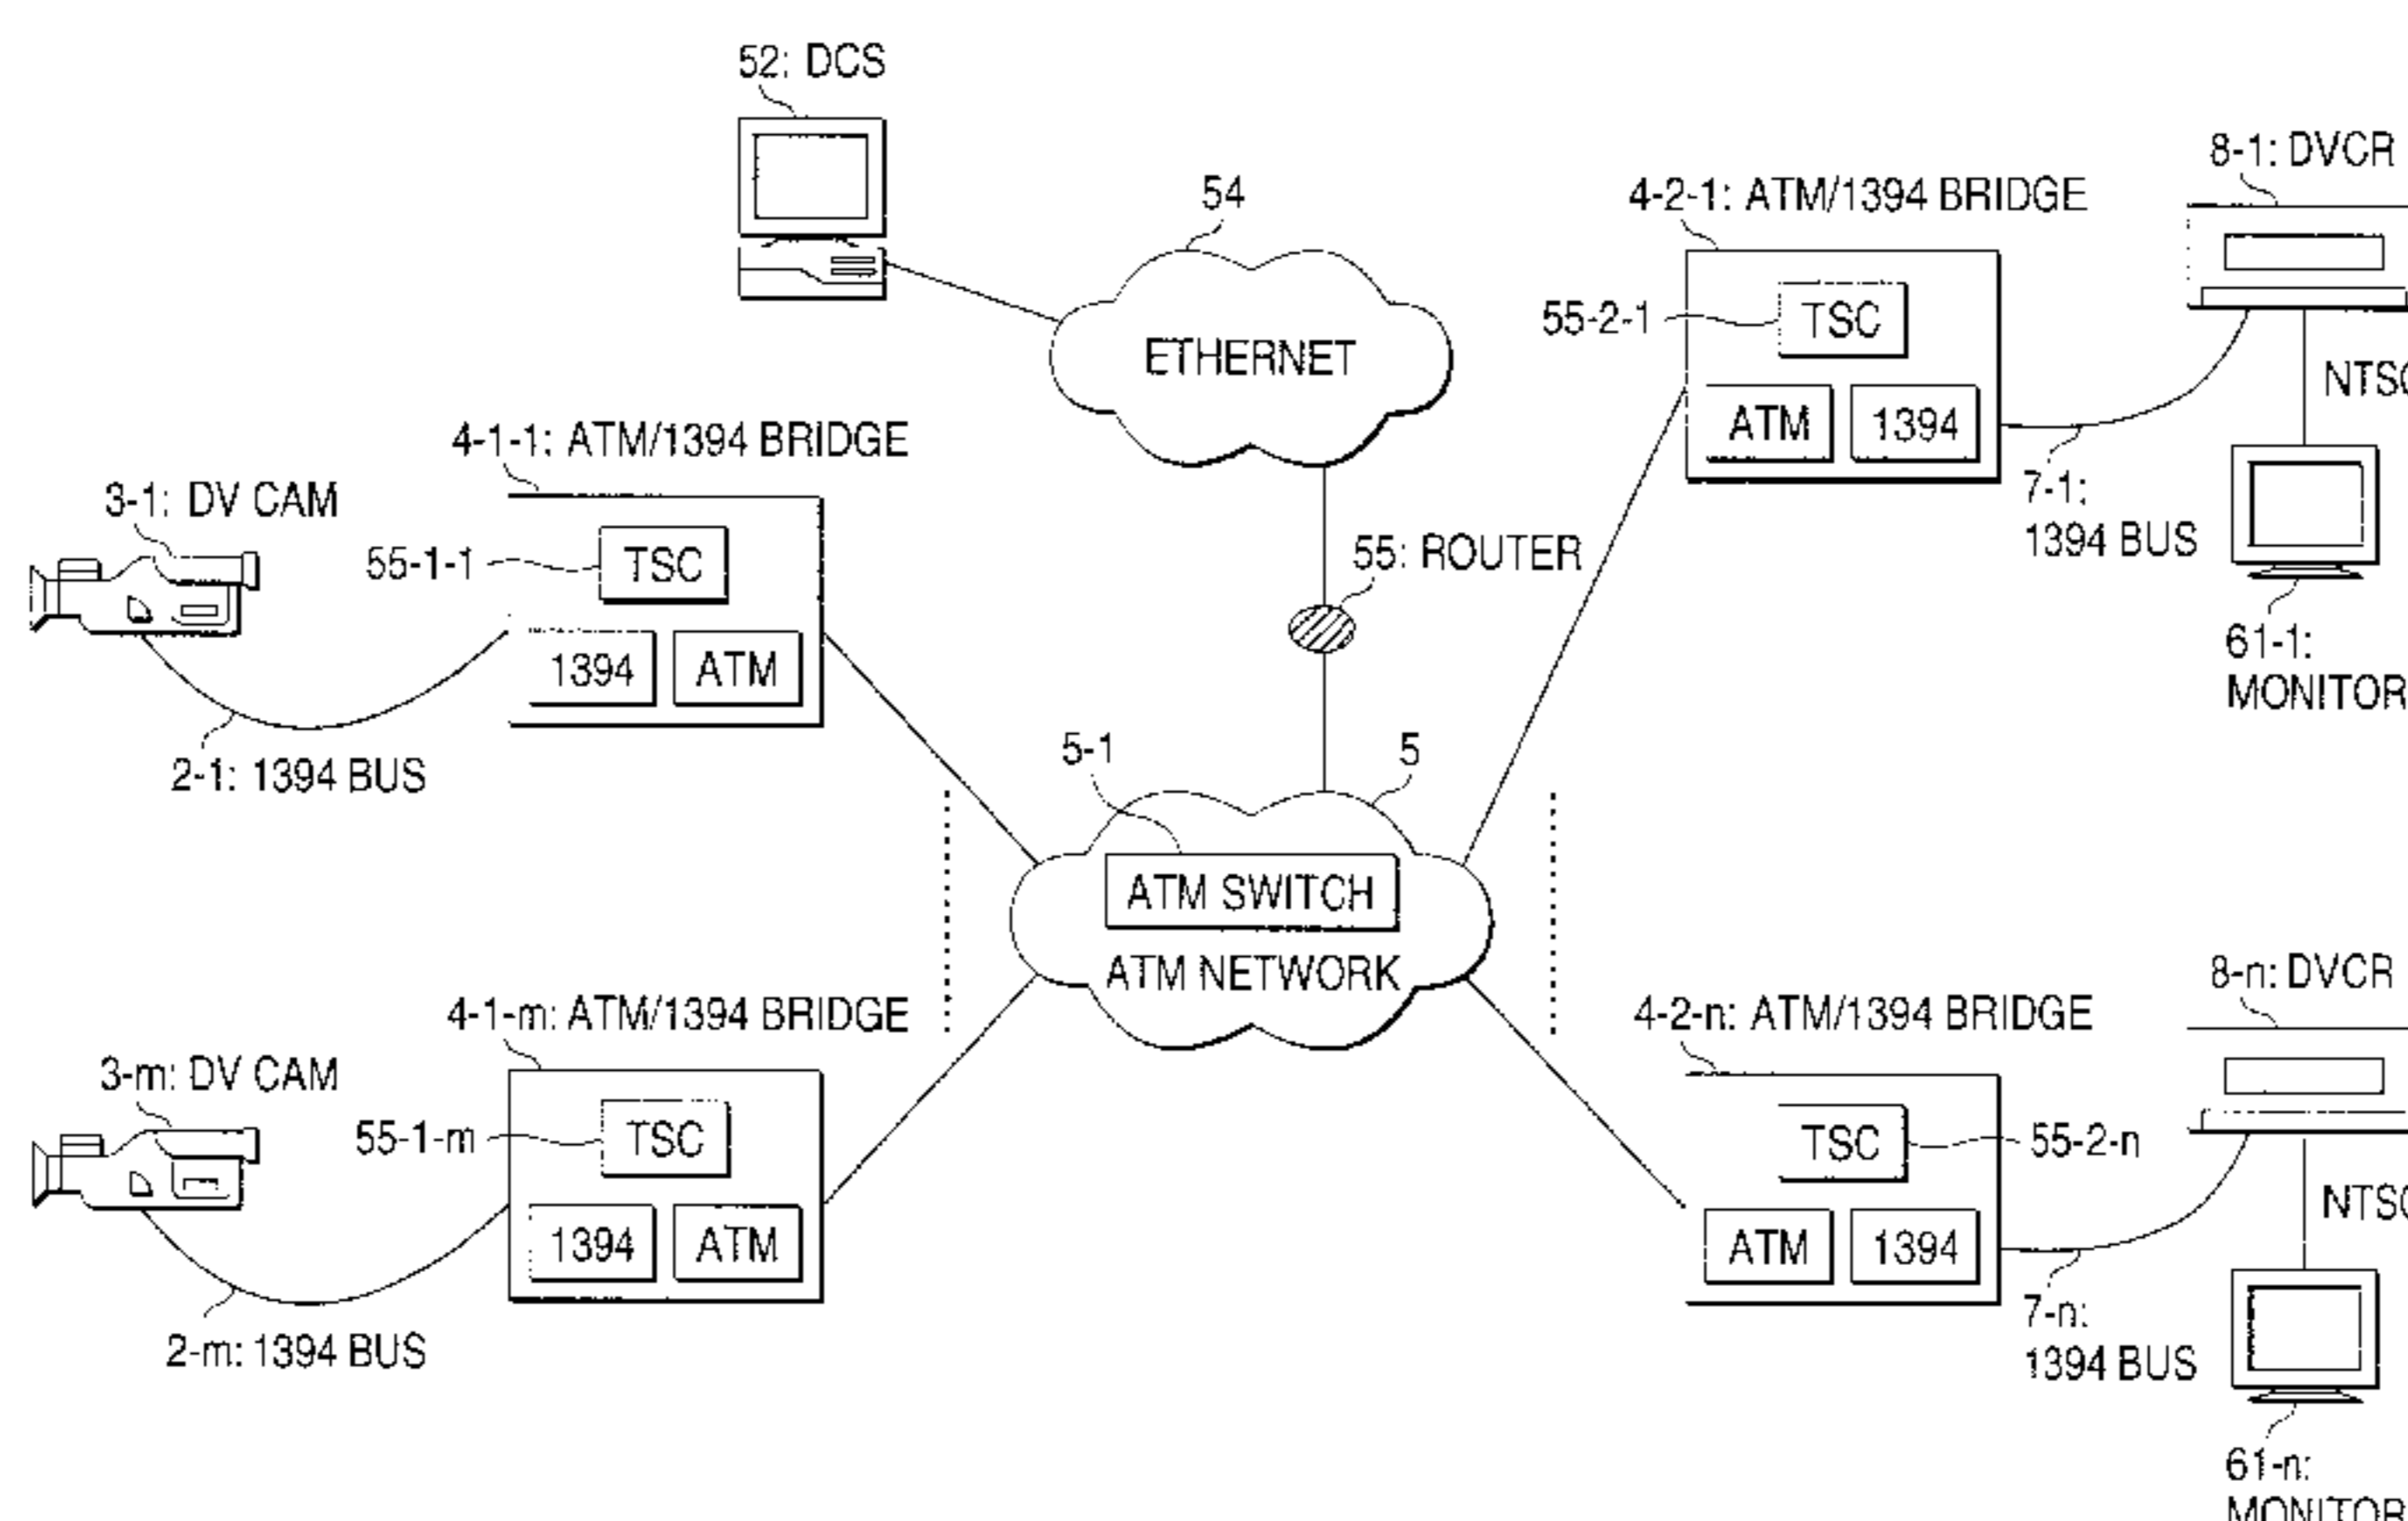 52: DCS
8-1: DVCR
54
4-2-1: ATM/1394 BRIDGE
55-2-1
TSC
ETHERNET
ATM
1394
4-1-1: ATM/1394 BRIDGE
7-1:
1394 BUS
3-1: DV CAM
55-1-1
TSC
55: ROUTER
1394
ATM
61-1:
MONITOR
5-1
5
2-1: 1394 BUS
ATM SWITCH
ATM NETWORK
8-n: DVCR
4-1-m: ATM/1394 BRIDGE
4-2-n: ATM/1394 BRIDGE
3-m: DV CAM
55-1-m
TSC
TSC
55-2-n
1394
ATM
ATM
1394
7-n:
1394 BUS
2-m: 1394 BUS
61-n:
MONITOR